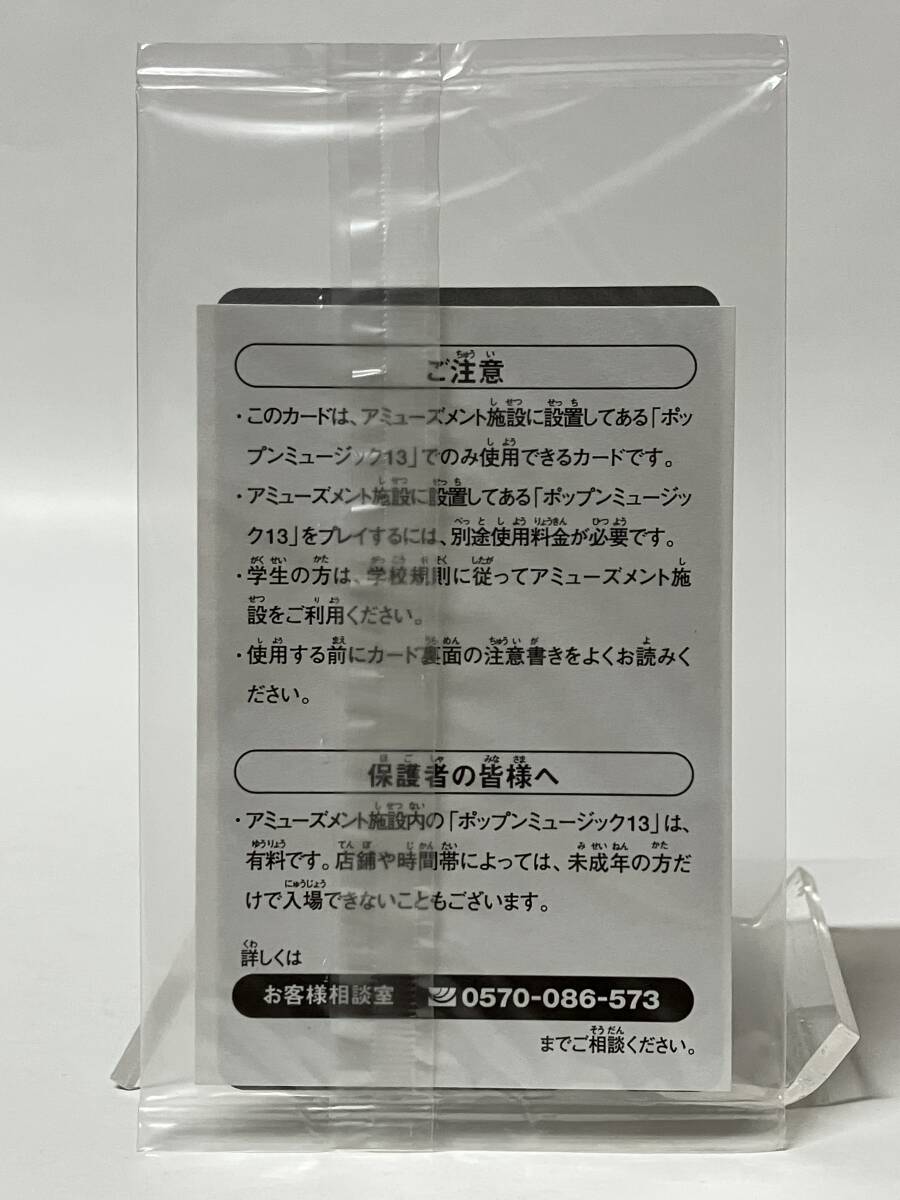 ご注意
・このカードは、アミューズメント施設に設置してある「ポッ
プンミュージック13」でのみ使用できるカードです。
・アミューズメント施設に設置してある「ポップンミュージッ
ク13」をプレイするには、別途使用料金が必要です。
・学生の方は、学校規則に従ってアミューズメント施
設をご利用ください。
・使用する前にカード裏面の注意書きをよくお読みく
ださい。
保護者の皆様へ
・アミューズメント施設内の「ポップンミュージック13」は、
有料です。店舗や時間帯によっては、未成年の方だ
けで入場できないこともございます。
詳しくは
お客様相談室 0570-086-573
までご相談ください。